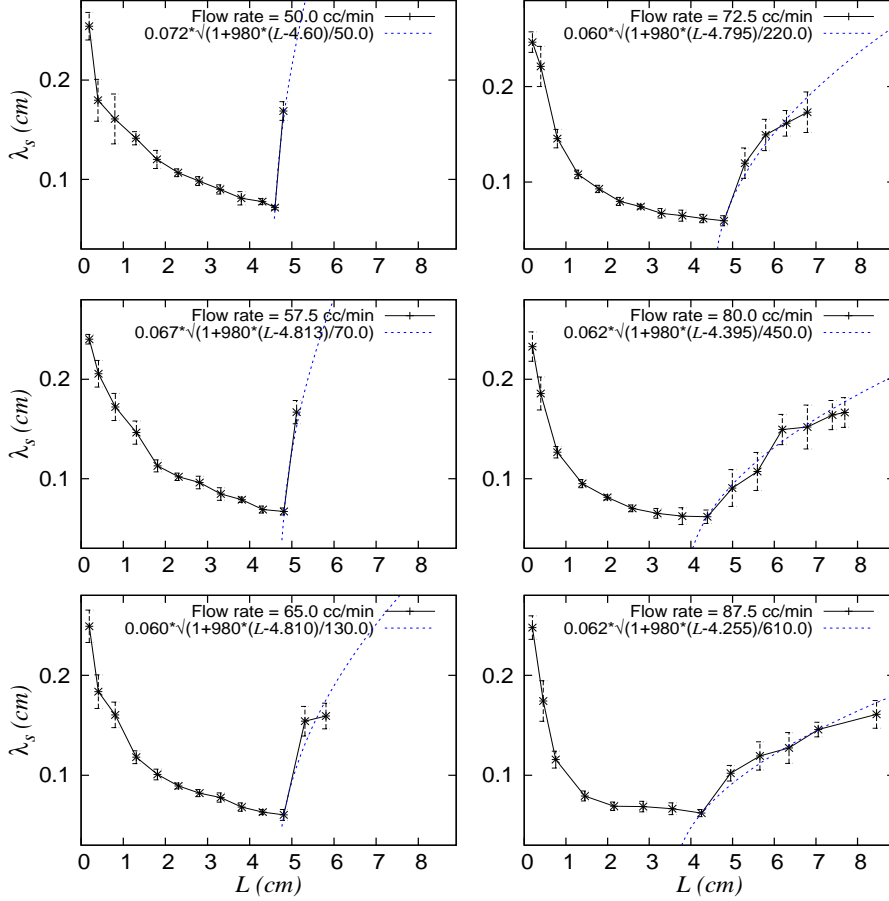 Flow rate = 50.0 cc/min
0.072*√(1+980*(L-4.60)/50.0)
0.2
0.1
λs (cm)
0 1 2 3 4 5 6 7 8
Flow rate = 72.5 cc/min
0.060*√(1+980*(L-4.795)/220.0)
0.2
0.1
λs (cm)
0 1 2 3 4 5 6 7 8
Flow rate = 57.5 cc/min
0.067*√(1+980*(L-4.813)/70.0)
0.2
0.1
λs (cm)
0 1 2 3 4 5 6 7 8
Flow rate = 80.0 cc/min
0.062*√(1+980*(L-4.395)/450.0)
0.2
0.1
λs (cm)
0 1 2 3 4 5 6 7 8
Flow rate = 65.0 cc/min
0.060*√(1+980*(L-4.810)/130.0)
0.2
0.1
λs (cm)
0 1 2 3 4 5 6 7 8
L (cm)
Flow rate = 87.5 cc/min
0.062*√(1+980*(L-4.255)/610.0)
0.2
0.1
λs (cm)
0 1 2 3 4 5 6 7 8
L (cm)